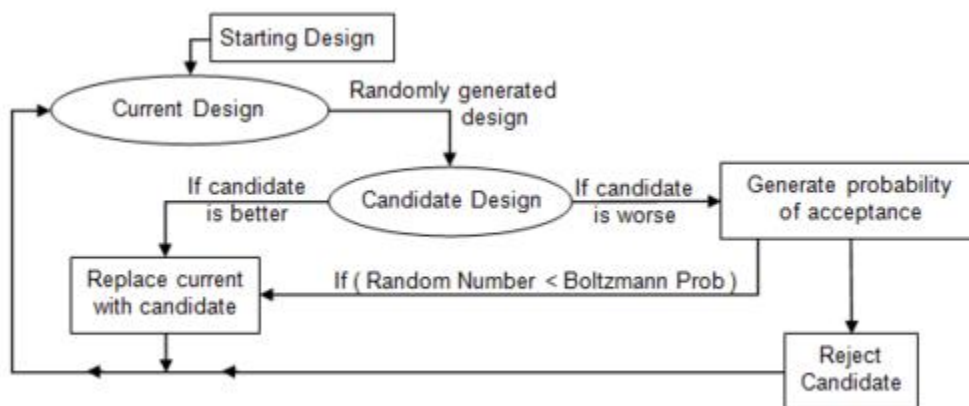 Starting Design
Current Design
Randomly generated
design
If candidate
is better
Candidate Design
If candidate
is worse
Generate probability
of acceptance
Replace current
with candidate
If ( Random Number < Boltzmann Prob )
Reject
Candidate